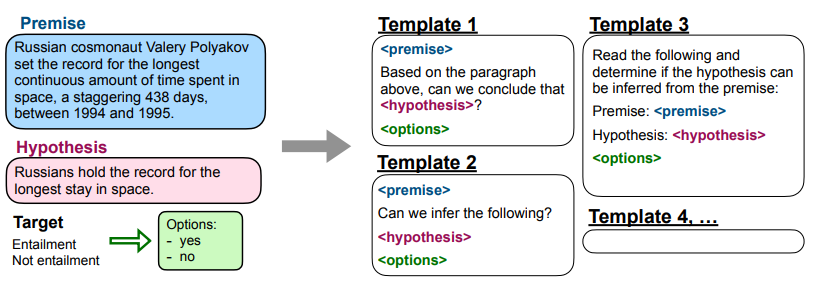 Premise
Russian cosmonaut Valery Polyakov
set the record for the longest
continuous amount of time spent in
space, a staggering 438 days,
between 1994 and 1995.
Hypothesis
Russians hold the record for the
longest stay in space.
Target
Entailment
Not entailment
Options:
- yes
- no
Template 1
<premise>
Based on the paragraph
above, can we conclude that
<hypothesis>?
<options>
Template 2
<premise>
Can we infer the following?
<hypothesis>
<options>
Template 3
Read the following and
determine if the hypothesis can
be inferred from the premise:
Premise: <premise>
Hypothesis: <hypothesis>
<options>
Template 4, ...